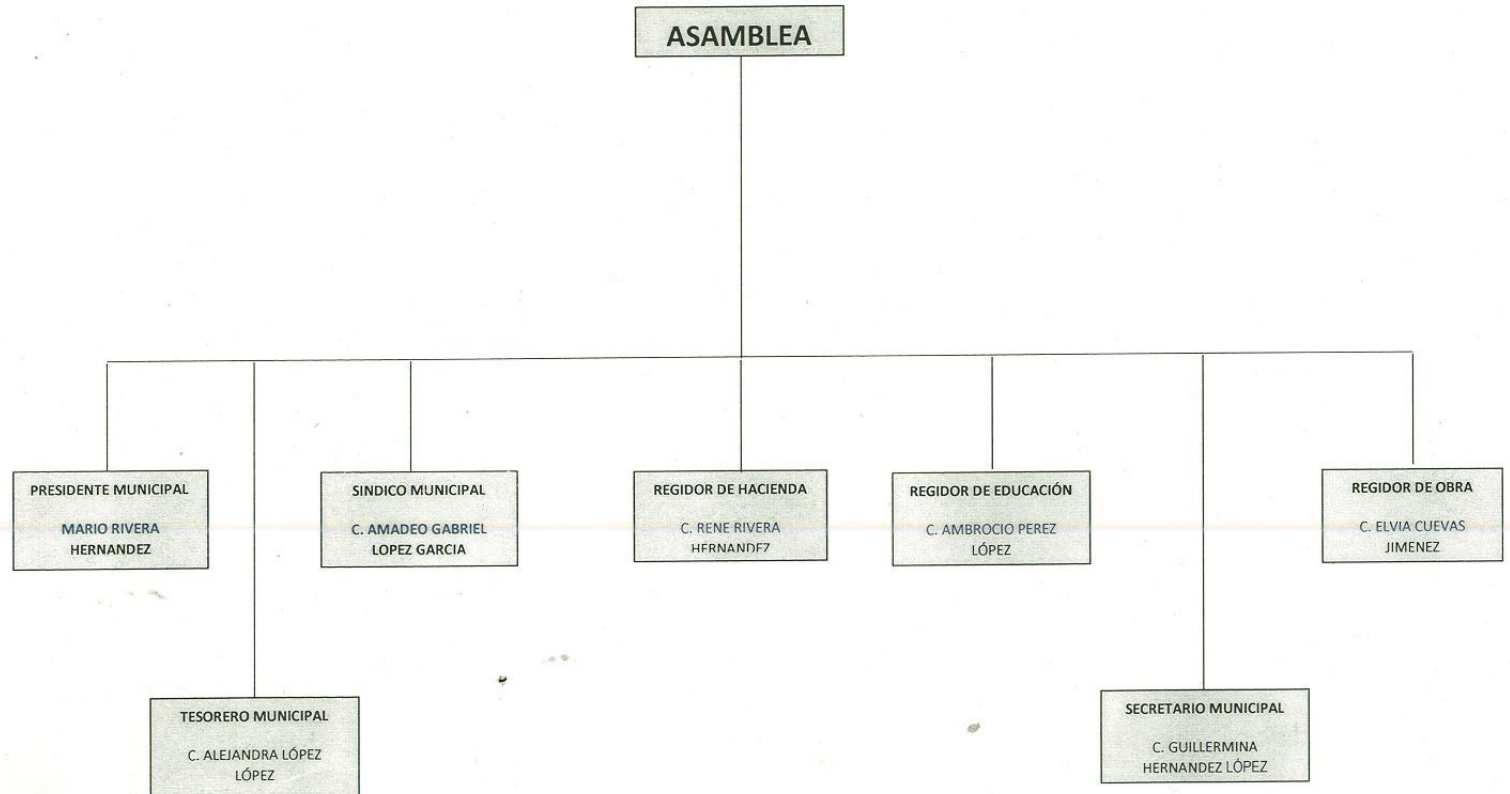 ASAMBLEA
PRESIDENTE MUNICIPAL
MARIO RIVERA
HERNANDEZ
SINDICO MUNICIPAL
C. AMADEO GABRIEL
LOPEZ GARCIA
REGIDOR DE HACIENDA
C. RENE RIVERA
HERNANDEZ
REGIDOR DE EDUCACIÓN
C. AMBROCIO PEREZ
LÓPEZ
REGIDOR DE OBRA
C. ELVIA CUEVAS
JIMENEZ
TESORERO MUNICIPAL
C. ALEJANDRA LÓPEZ
LÓPEZ
SECRETARIO MUNICIPAL
C. GUILLERMINA
HERNANDEZ LÓPEZ